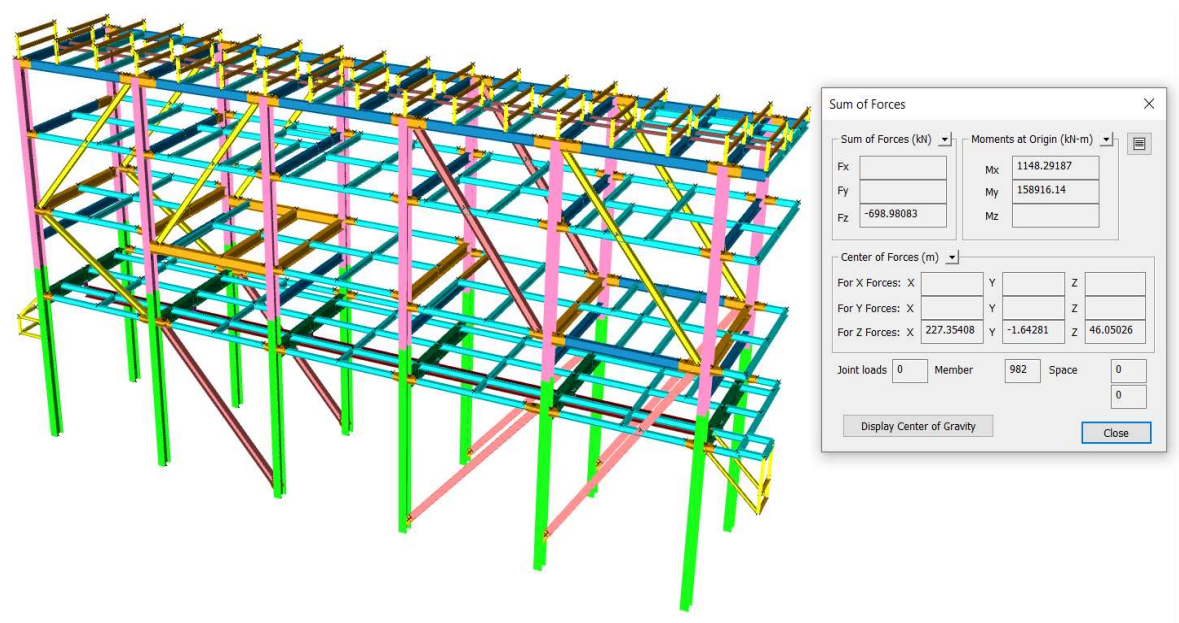 Sum of Forces
Sum of Forces (kN) Moments at Origin (kN-m)
Fx Mx 1148.29187
Fy My 158916.14
Fz -698.98083 Mz
Center of Forces (m)
For X Forces: X Y Z
For Y Forces: X Y Z
For Z Forces: X 227.35408 Y -1.64281 Z 46.05026
Joint loads 0 Member 982 Space 0
0
Display Center of Gravity Close